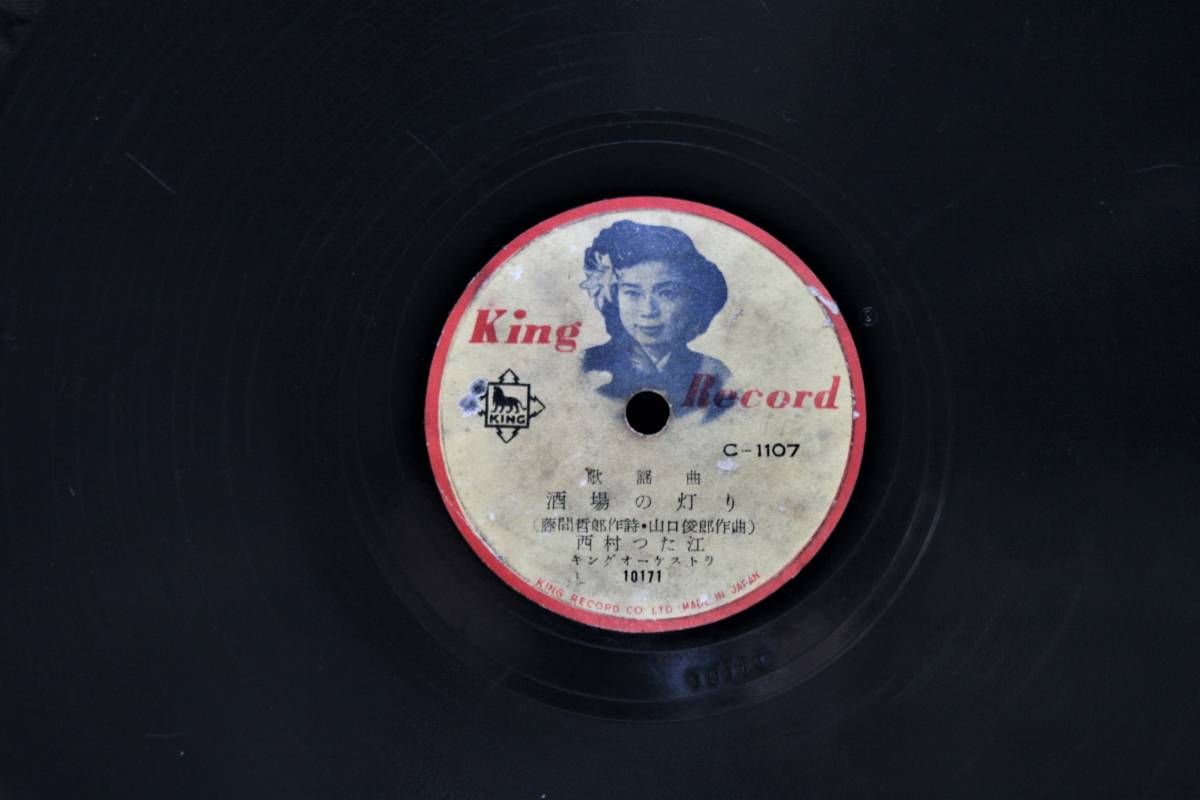 King
Record
KING
C-1107
歌謡曲
酒場の灯り
(藤間哲郎作詩・山口俊郎作曲)
西村つた江
キングオーケストラ
10171
KING RECORD CO LTD MADE IN JAPAN